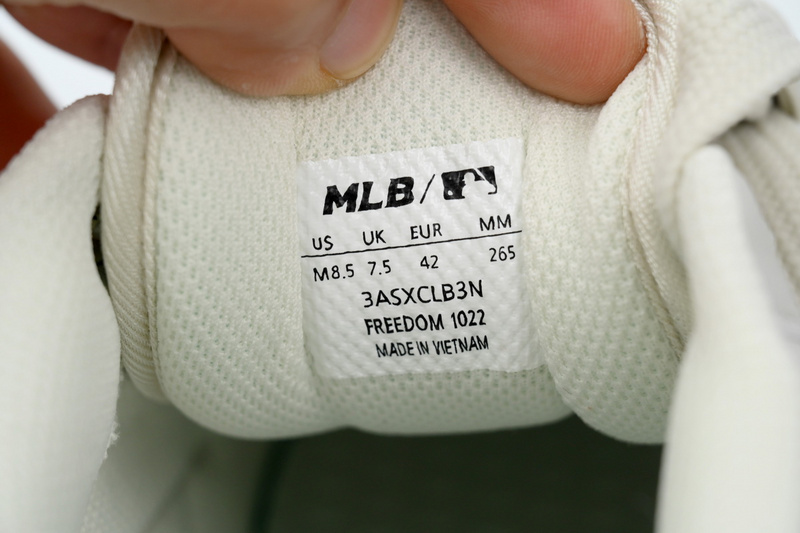 MLB/
US UK EUR MM
M8.5 7.5 42 265
3ASXCLB3N
FREEDOM 1022
MADE IN VIETNAM